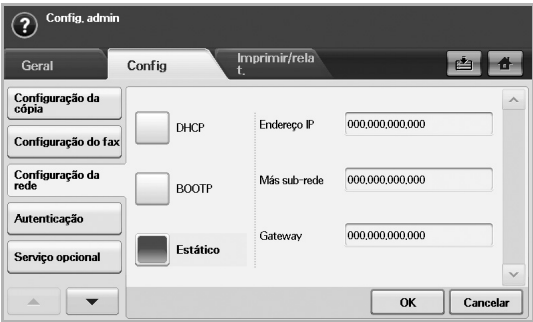 Config, admin
Geral
Config
Imprimir/rela
t.
Configuração da
cópia
Configuração do fax
Configuração da
rede
Autenticação
Serviço opcional
DHCP
BOOTP
Estático
Endereço IP
000,000,000,000
Más sub-rede
000,000,000,000
Gateway
000,000,000,000
OK
Cancelar